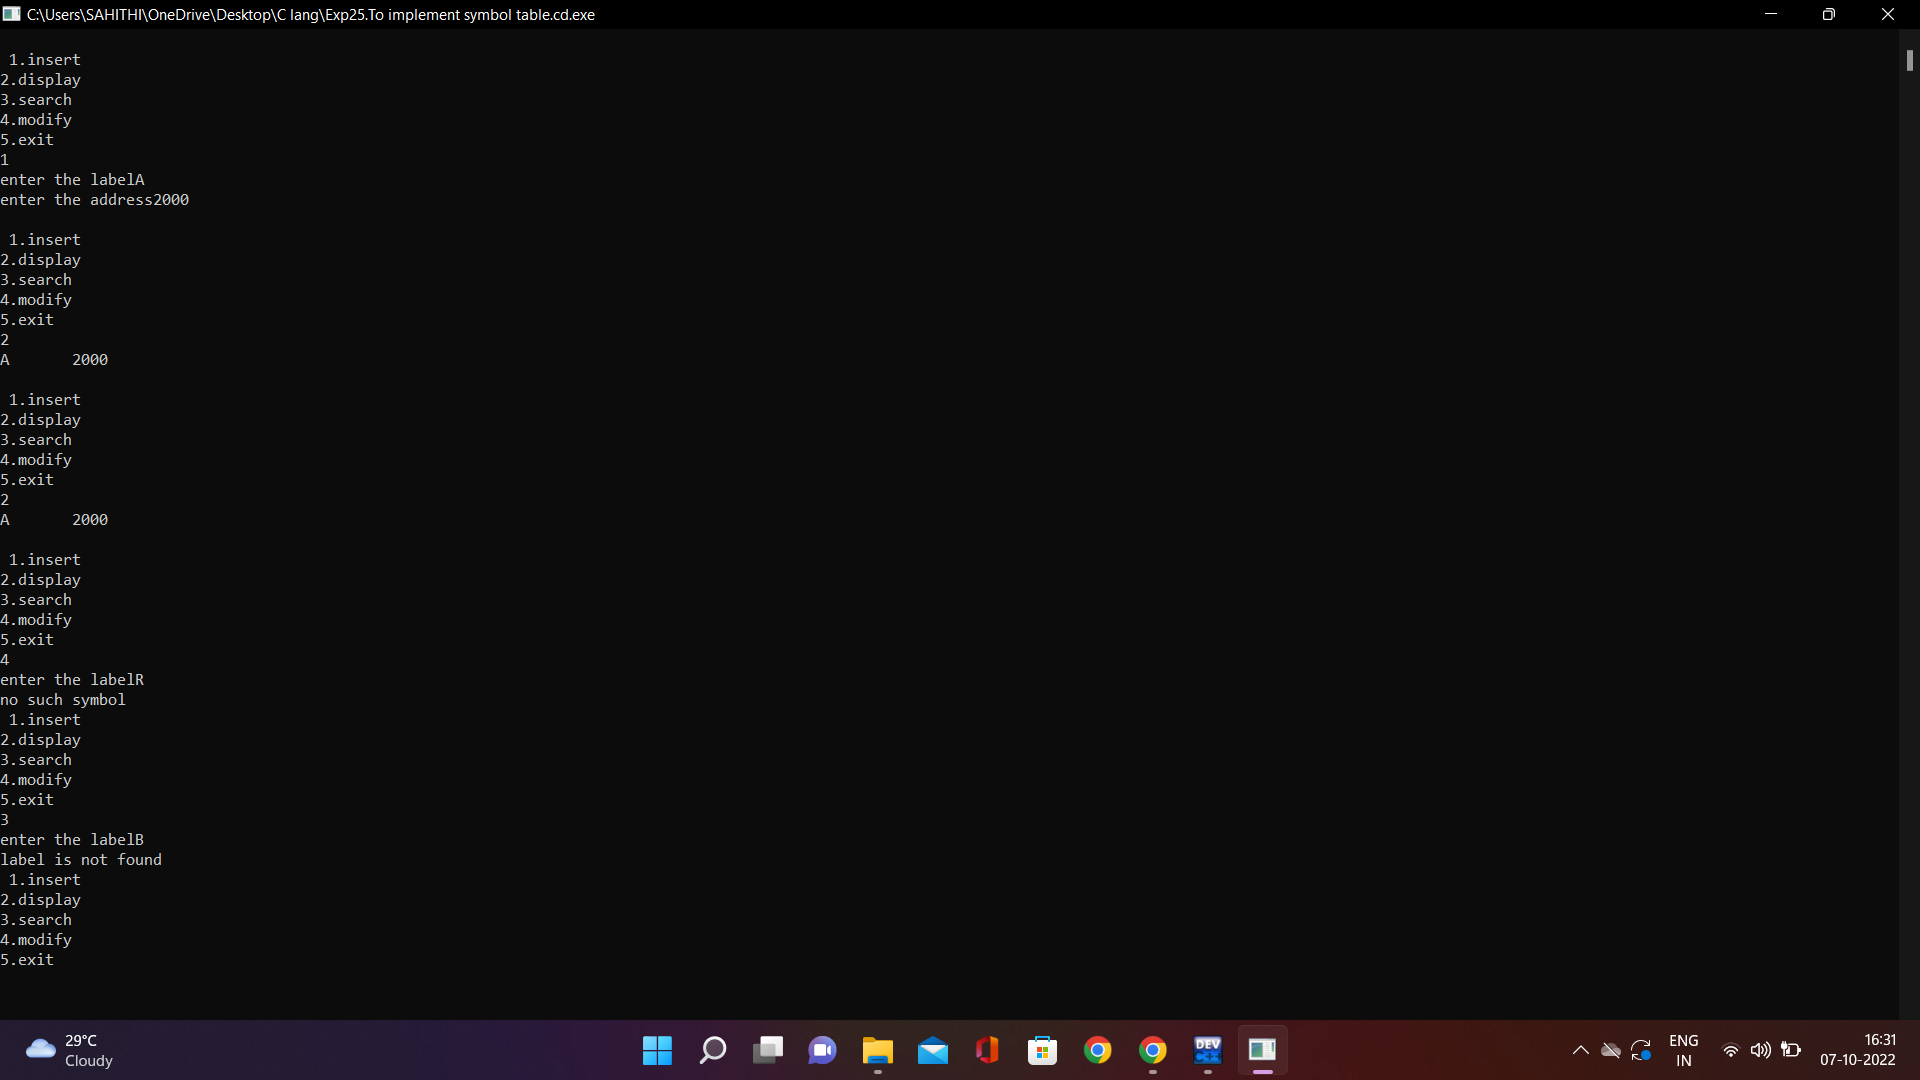 C:\Users\SAHITHI\OneDrive\Desktop\C lang\Exp25.To implement symbol table.cd.exe
1.insert
2.display
3.search
4.modify
5.exit
1
enter the labelA
enter the address2000
1.insert
2.display
3.search
4.modify
5.exit
2
A       2000
1.insert
2.display
3.search
4.modify
5.exit
2
A       2000
1.insert
2.display
3.search
4.modify
5.exit
4
enter the labelR
no such symbol
1.insert
2.display
3.search
4.modify
5.exit
3
enter the labelB
label is not found
1.insert
2.display
3.search
4.modify
5.exit
29°C
Cloudy
DEV
C++
ENG
IN
16:31
07-10-2022